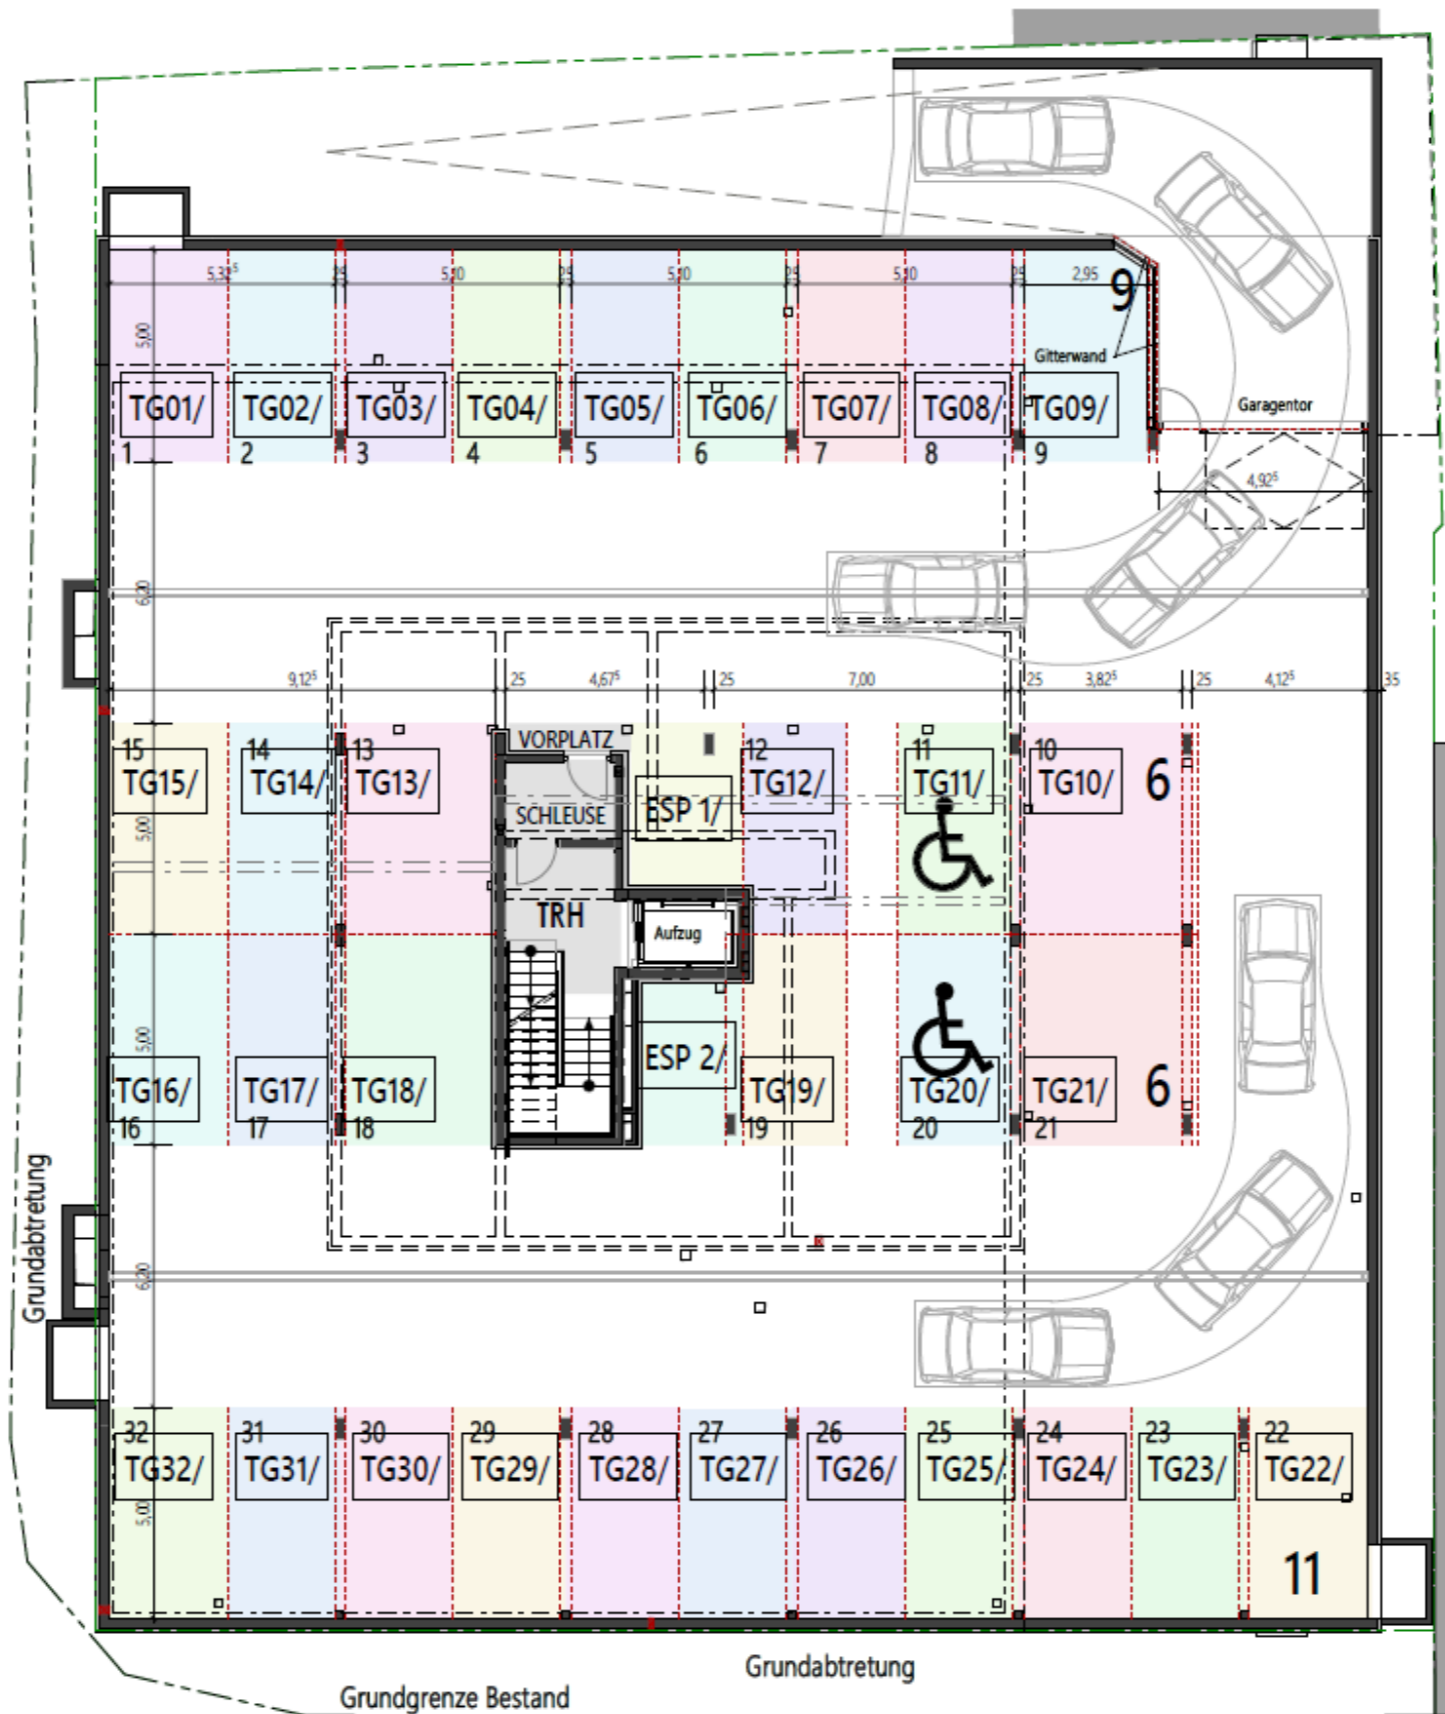 5,32⁵ 25 5,10 25 5,10 25 5,10 25 2,95
9
5,00
Gitterwand
TG01/ TG02/ TG03/ TG04/ TG05/ TG06/ TG07/ TG08/ TG09/
Garagentor
1 2 3 4 5 6 7 8 9
4,92⁵
6,20
9,12⁵ 25 4,67⁵ 25 7,00 25 3,82⁵ 25 4,12⁵ 35
15 14 13 VORPLATZ 12 11 10
TG15/ TG14/ TG13/ TG12/ TG11/ TG10/ 6
5,00 SCHLEUSE ESP 1/
TRH Aufzug
5,00 ESP 2/
TG16/ TG17/ TG18/ TG19/ TG20/ TG21/ 6
16 17 18 19 20 21
Grundabtretung
6,20
32 31 30 29 28 27 26 25 24 23 22
TG32/ TG31/ TG30/ TG29/ TG28/ TG27/ TG26/ TG25/ TG24/ TG23/ TG22/
5,00
11
Grundabtretung
Grundgrenze Bestand